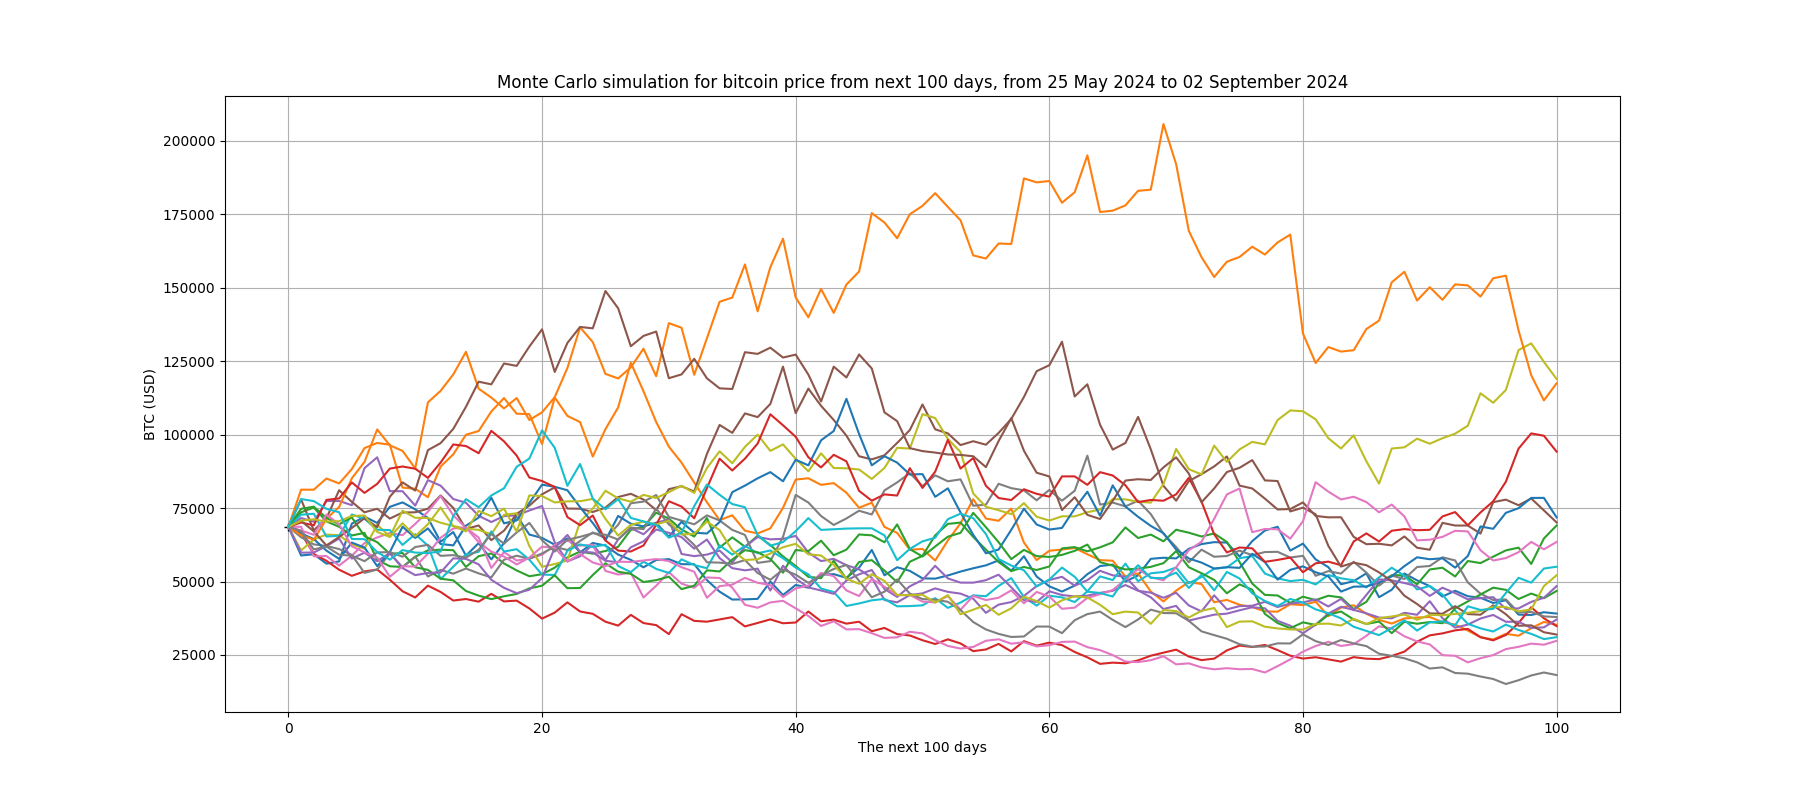 Monte Carlo simulation for bitcoin price from next 100 days, from 25 May 2024 to 02 September 2024
200000
175000
150000
125000
100000
75000
50000
25000
BTC (USD)
0 20 40 60 80 100
The next 100 days